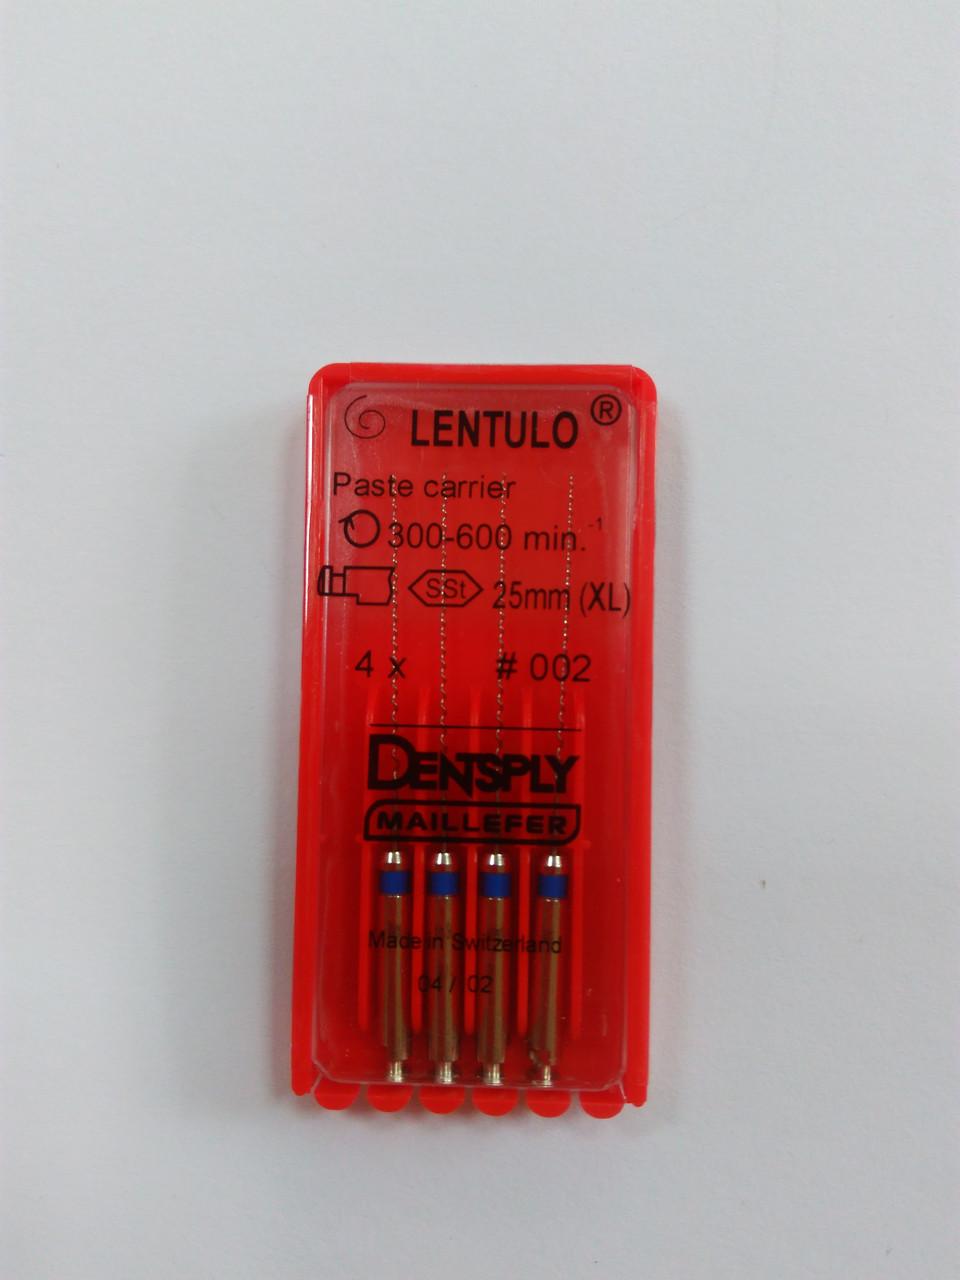 LENTULO ®
Paste carrier
300-600 min.⁻¹
SSt 25mm (XL)
4 x # 002
DENTSPLY
MAILLEFER
Made in Switzerland
04 / 02